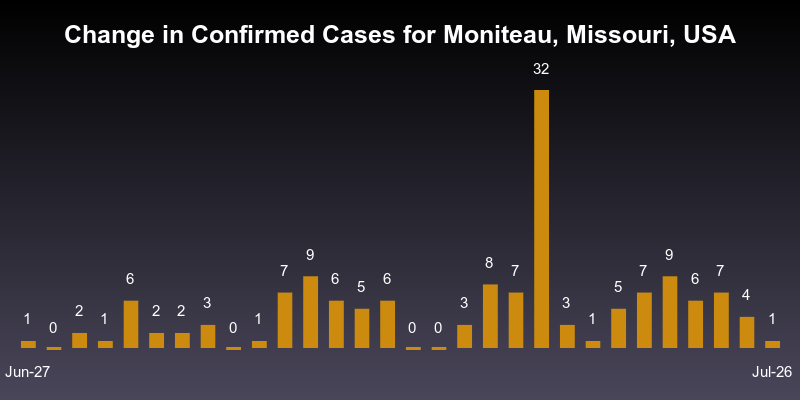 Change in Confirmed Cases for Moniteau, Missouri, USA
1 0 2 1 6 2 2 3 0 1 7 9 6 5 6 0 0 3 8 7 32 3 1 5 7 9 6 7 4 1
Jun-27 Jul-26